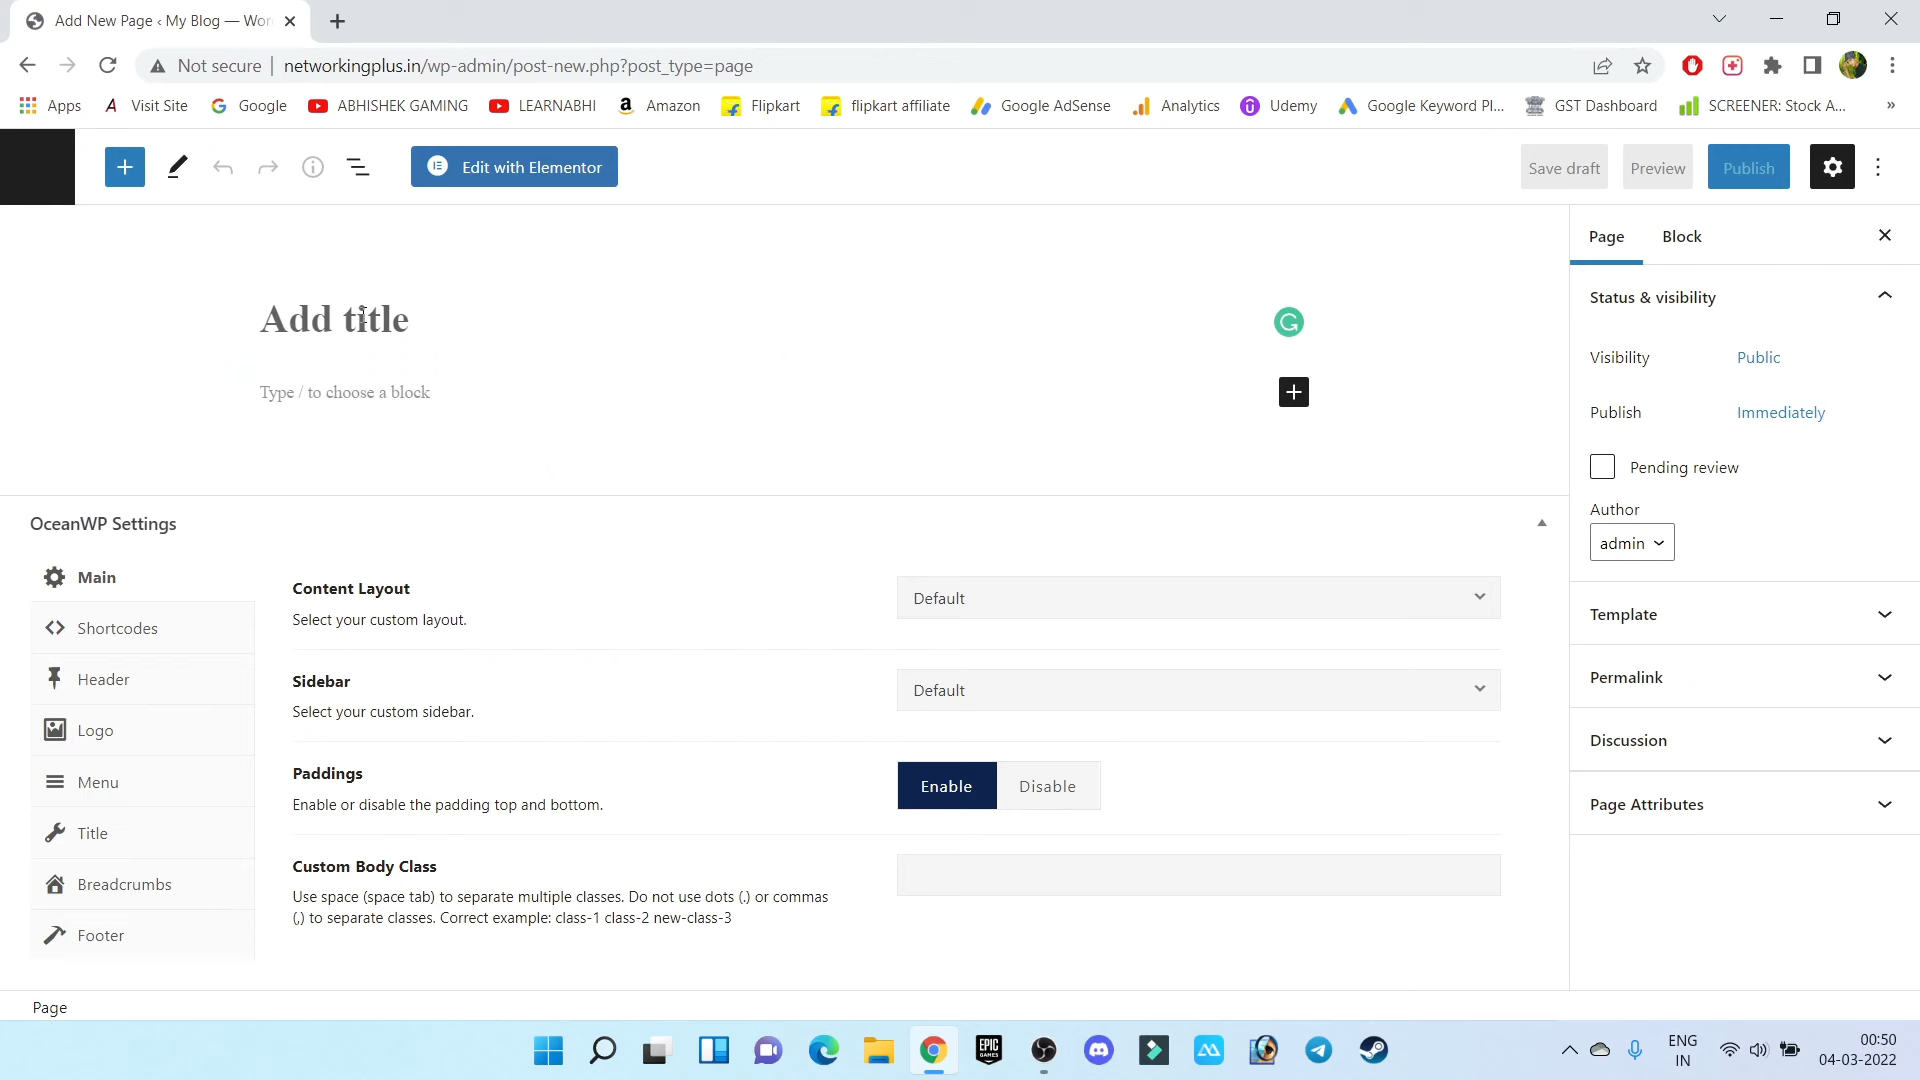 Add New Page ‹ My Blog — Wor
Not secure | networkingplus.in/wp-admin/post-new.php?post_type=page
Apps Visit Site Google ABHISHEK GAMING LEARNABHI Amazon Flipkart flipkart affiliate Google AdSense Analytics Udemy Google Keyword Pl... GST Dashboard SCREENER: Stock A... »
Edit with Elementor Save draft Preview Publish
Page Block
Add title
Type / to choose a block
Status & visibility
Visibility Public
Publish Immediately
Pending review
Author
admin
Template
Permalink
Discussion
Page Attributes
OceanWP Settings
Main
Shortcodes
Header
Logo
Menu
Title
Breadcrumbs
Footer
Content Layout
Select your custom layout.
Default
Sidebar
Select your custom sidebar.
Default
Paddings
Enable or disable the padding top and bottom.
Enable Disable
Custom Body Class
Use space (space tab) to separate multiple classes. Do not use dots (.) or commas
(,) to separate classes. Correct example: class-1 class-2 new-class-3
Page
EPIC GAMES
ENG
IN
00:50
04-03-2022